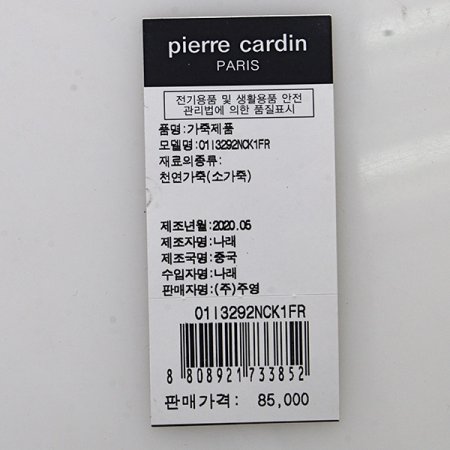 pierre cardin
PARIS
전기용품 및 생활용품 안전
관리법에 의한 품질표시
품명:가죽제품
모델명:01I3292NCK1FR
재료의종류:
천연가죽(소가죽)
제조년월:2020.05
제조자명:나래
제조국명:중국
수입자명:나래
판매자명:(주)주영
01I3292NCK1FR
8 808921 733852
판매가격: 85,000